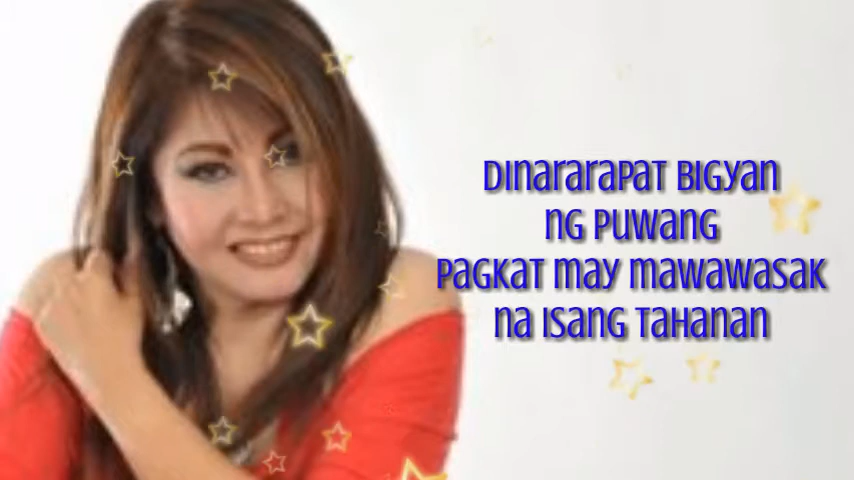 Dinararapat bigyan
ng puwang
pagkat may mawawasak
na isang tahanan